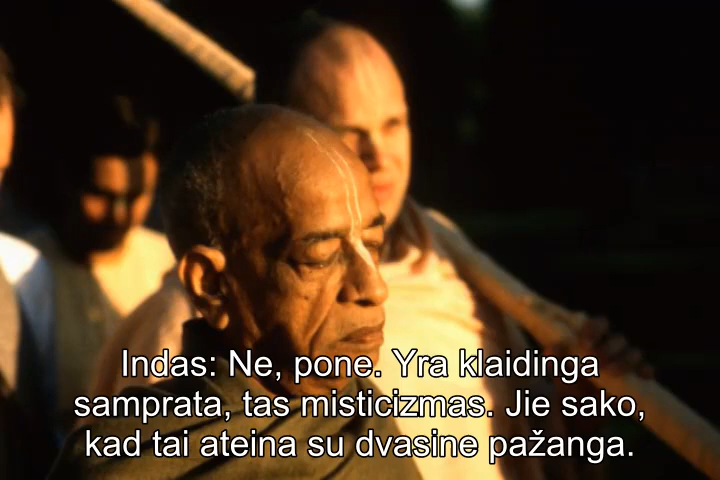 Indas: Ne, pone. Yra klaidinga
samprata, tas misticizmas. Jie sako,
kad tai ateina su dvasine pažanga.